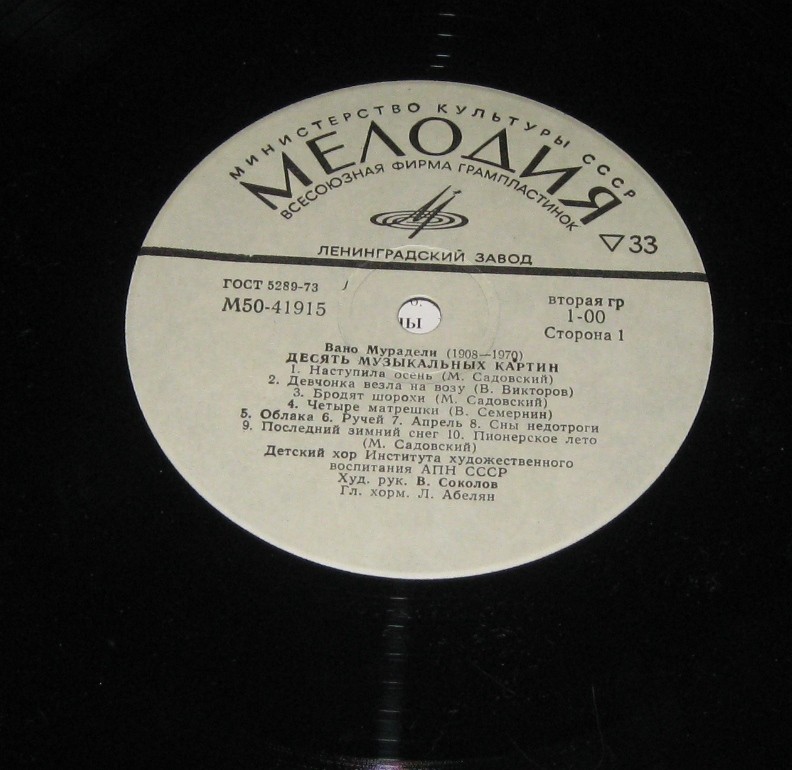 МИНИСТЕРСТВО КУЛЬТУРЫ СССР
МЕЛОДИЯ
ВСЕСОЮЗНАЯ ФИРМА ГРАМПЛАСТИНОК
▽33
ЛЕНИНГРАДСКИЙ ЗАВОД
ГОСТ 5289-73
М50-41915
вторая гр
1-00
Сторона 1
Вано Мурадели (1908—1970)
ДЕСЯТЬ МУЗЫКАЛЬНЫХ КАРТИН
1. Наступила осень (М. Садовский)
2. Девчонка везла на возу (В. Викторов)
3. Бродят шорохи (М. Садовский)
4. Четыре матрешки (В. Семернин)
5. Облака 6. Ручей 7. Апрель 8. Сны недотроги
9. Последний зимний снег 10. Пионерское лето
(М. Садовский)
Детский хор Института художественного
воспитания АПН СССР
Худ. рук. В. Соколов
Гл. хорм. Л. Абелян